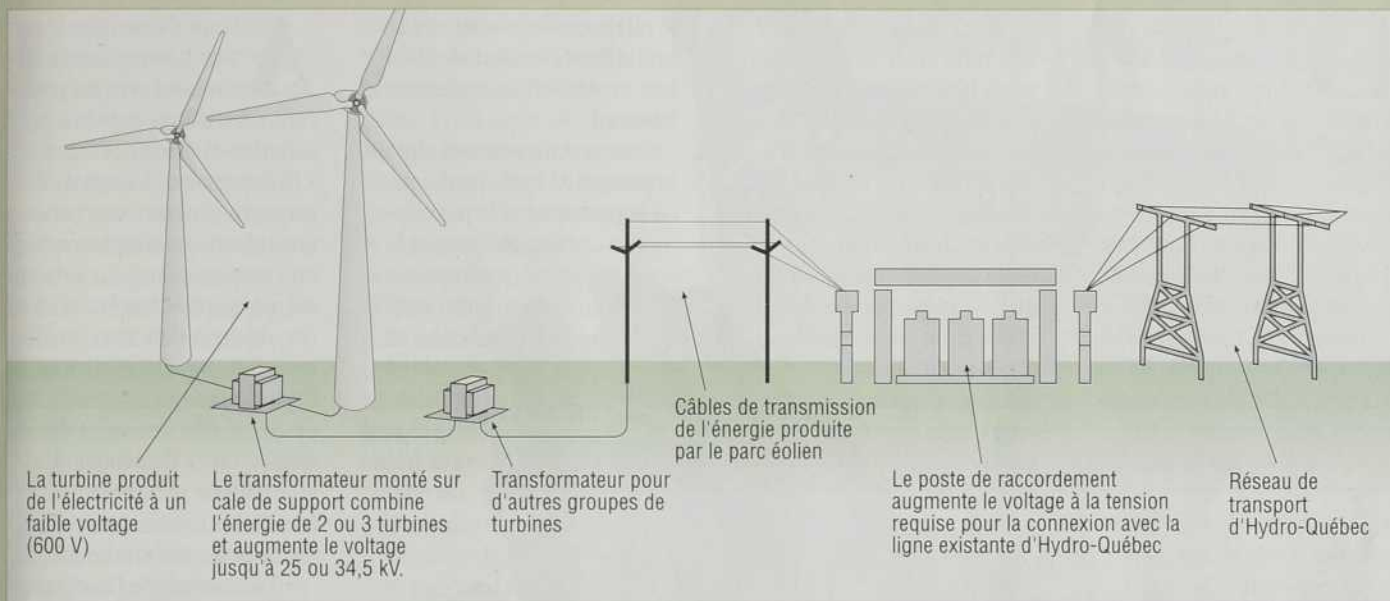 La turbine produit
de l'électricité à un
faible voltage
(600 V)
Le transformateur monté sur
cale de support combine
l'énergie de 2 ou 3 turbines
et augmente le voltage
jusqu'à 25 ou 34,5 kV.
Transformateur pour
d'autres groupes de
turbines
Câbles de transmission
de l'énergie produite
par le parc éolien
Le poste de raccordement
augmente le voltage à la tension
requise pour la connexion avec la
ligne existante d'Hydro-Québec
Réseau de
transport
d'Hydro-Québec